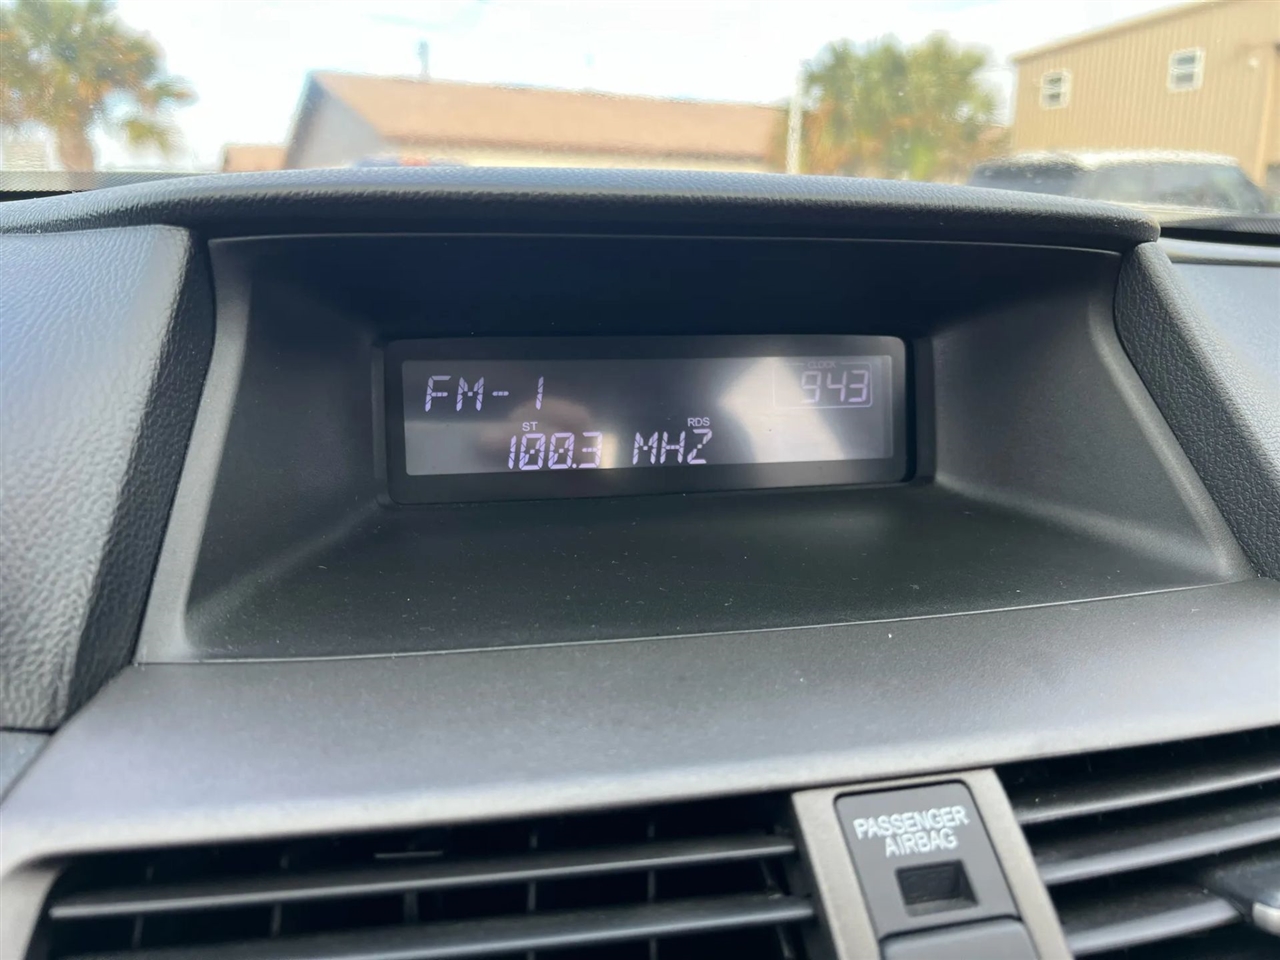 FM-1
CLOCK
943
ST
RDS
100.3 MHZ
PASSENGER
AIRBAG